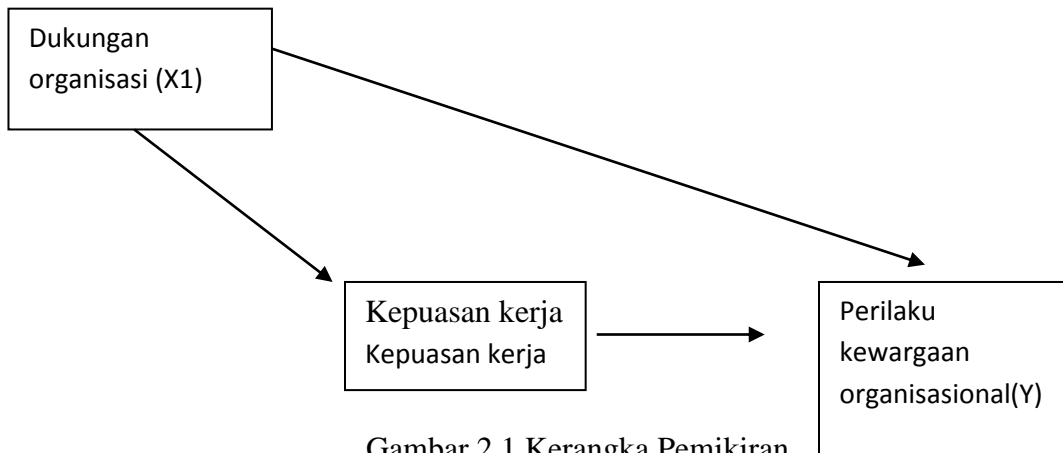 Dukungan
organisasi (X1)
Kepuasan kerja
Kepuasan kerja
Perilaku
kewargaan
organisasional(Y)
Gambar 2.1 Kerangka Pemikiran